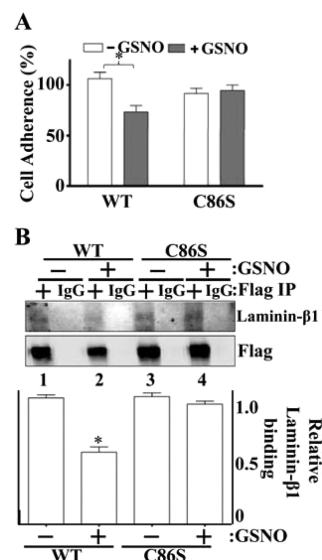 A
– GSNO + GSNO
Cell Adherence (%)
100
50
0
*
WT C86S
B
WT C86S
– + – + :GSNO
+ IgG + IgG + IgG + IgG :Flag IP
Laminin-β1
Flag
1 2 3 4
1.0
0.5
0
Relative
Laminin-β1
binding
*
– + – + :GSNO
WT C86S